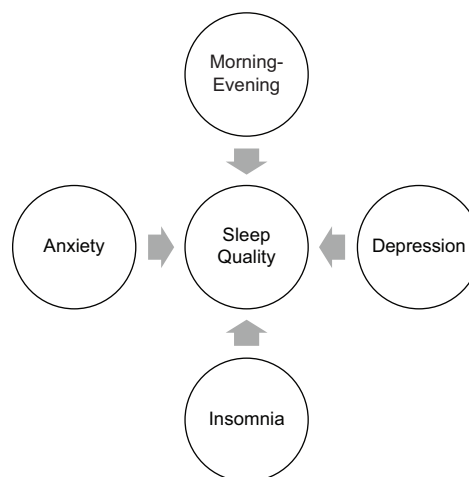 Morning-
Evening
Anxiety
Sleep
Quality
Depression
Insomnia